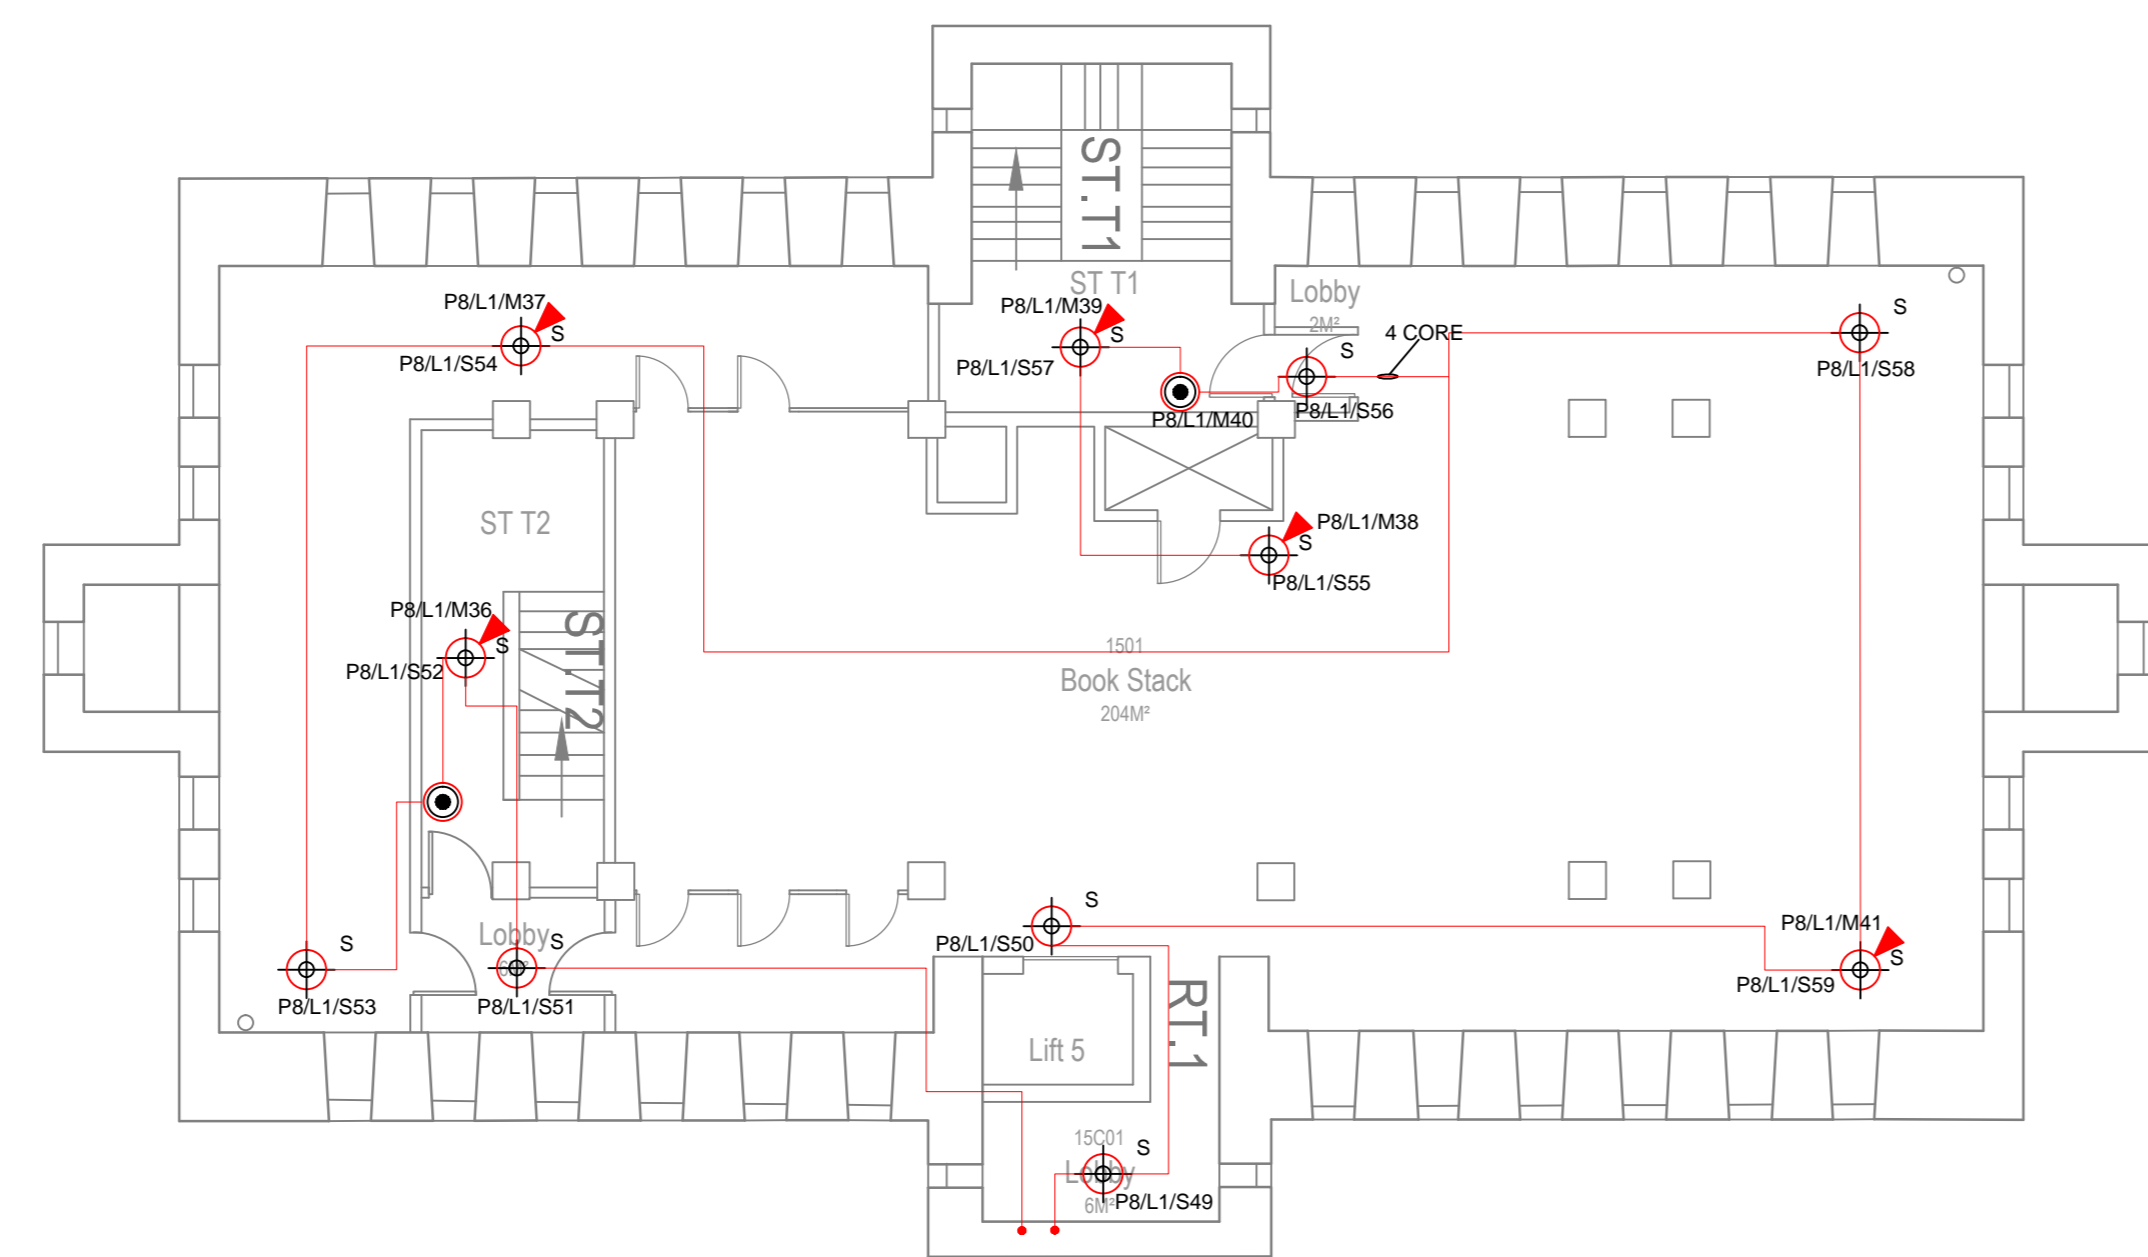 ST.T1
ST T1
Lobby
2M²
P8/L1/M37
S
P8/L1/S54
P8/L1/M39
S
P8/L1/S57
P8/L1/M40
S
P8/L1/S56
4 CORE
S
P8/L1/S58
ST T2
P8/L1/M38
S
P8/L1/S55
P8/L1/M36
S
P8/L1/S52
ST.T2
1501
Book Stack
204M²
S
P8/L1/S53
Lobby
S
P8/L1/S51
S
P8/L1/S50
P8/L1/M41
S
P8/L1/S59
RT.1
Lift 5
15C01
S
Lobby
6M²
P8/L1/S49